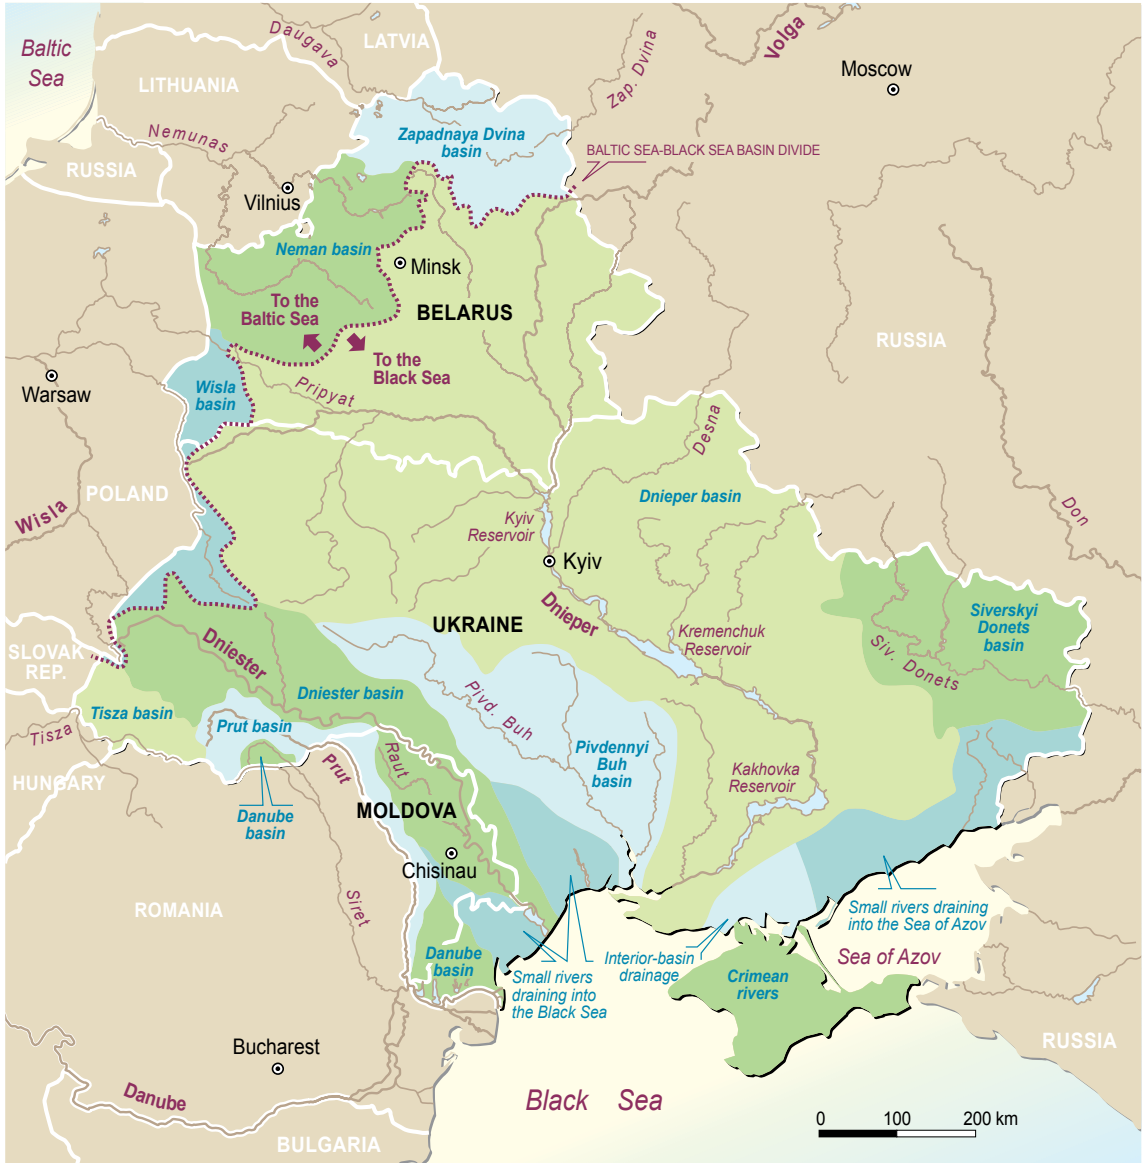 Baltic
Sea
Daugava
LATVIA
Volga
Moscow
LITHUANIA
Zap. Dvina
Nemunas
Zapadnaya Dvina
basin
BALTIC SEA-BLACK SEA BASIN DIVIDE
RUSSIA
Vilnius
Neman basin
Minsk
To the
Baltic Sea
BELARUS
RUSSIA
To the
Black Sea
Warsaw
Wisla
basin
Pripyat
Desna
POLAND
Wisla
Dnieper basin
Don
Kyiv
Reservoir
Kyiv
Dnieper
UKRAINE
Siverskyi
Donets
basin
Kremenchuk
Reservoir
Siv. Donets
SLOVAK
REP.
Dniester
Dniester basin
Pivd. Buh
Tisza basin
Prut basin
Tisza
Pivdennyi
Buh
basin
Prut
Raut
HUNGARY
Kakhovka
Reservoir
Danube
basin
MOLDOVA
Chisinau
ROMANIA
Siret
Small rivers draining
into the Sea of Azov
Danube
basin
Interior-basin
drainage
Sea of Azov
Small rivers
draining into
the Black Sea
Crimean
rivers
Bucharest
RUSSIA
Danube
Black Sea
0 100 200 km
BULGARIA